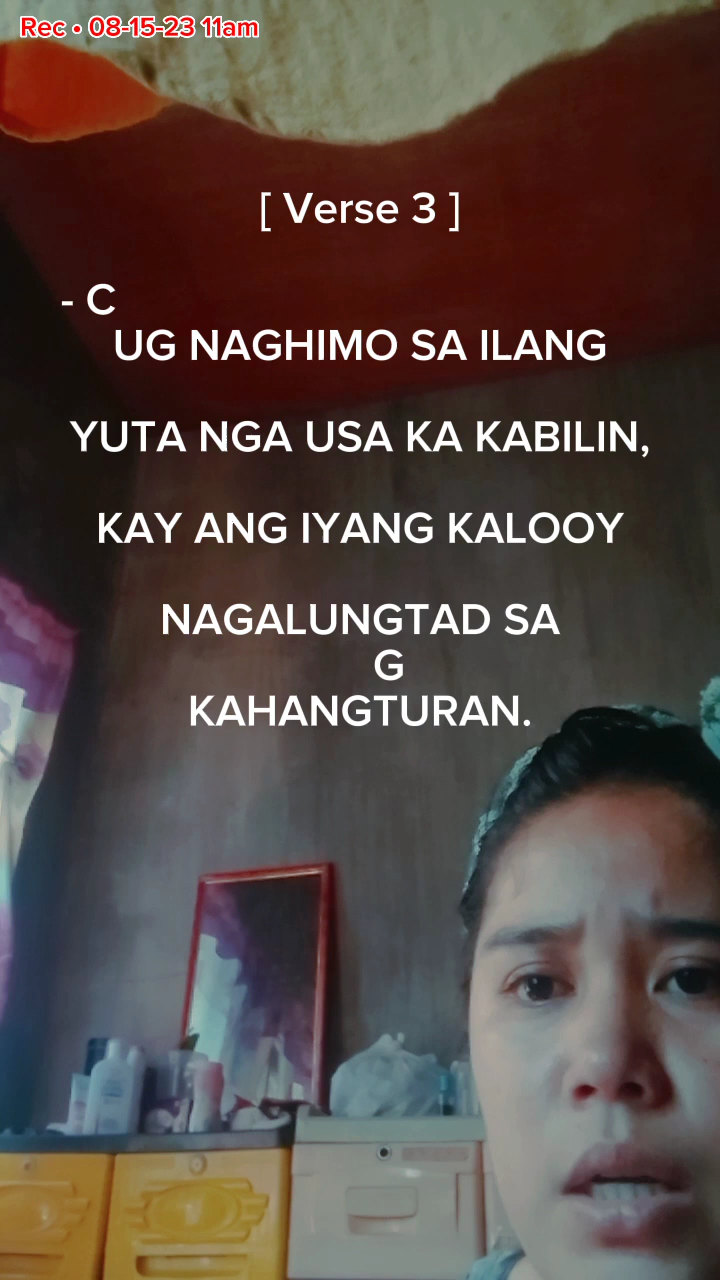 Rec • 08-15-23 11am
[ Verse 3 ]
- C
UG NAGHIMO SA ILANG
YUTA NGA USA KA KABILIN,
KAY ANG IYANG KALOOY
NAGALUNGTAD SA
G
KAHANGTURAN.